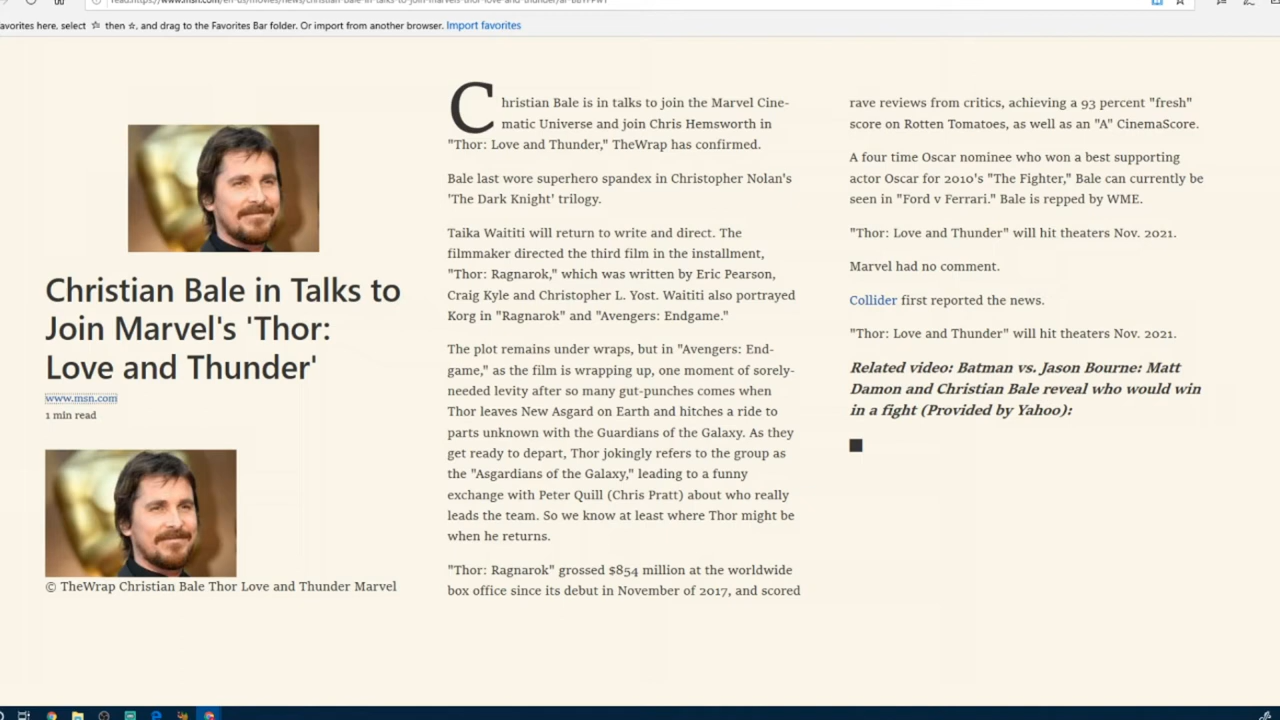 avorites here, select ☆ then ☆, and drag to the Favorites Bar folder. Or import from another browser. Import favorites
Christian Bale in Talks to
Join Marvel's 'Thor:
Love and Thunder'
www.msn.com
1 min read
© TheWrap Christian Bale Thor Love and Thunder Marvel
Christian Bale is in talks to join the Marvel Cine-
matic Universe and join Chris Hemsworth in
"Thor: Love and Thunder," TheWrap has confirmed.
Bale last wore superhero spandex in Christopher Nolan's
'The Dark Knight' trilogy.
Taika Waititi will return to write and direct. The
filmmaker directed the third film in the installment,
"Thor: Ragnarok," which was written by Eric Pearson,
Craig Kyle and Christopher L. Yost. Waititi also portrayed
Korg in "Ragnarok" and "Avengers: Endgame."
The plot remains under wraps, but in "Avengers: End-
game," as the film is wrapping up, one moment of sorely-
needed levity after so many gut-punches comes when
Thor leaves New Asgard on Earth and hitches a ride to
parts unknown with the Guardians of the Galaxy. As they
get ready to depart, Thor jokingly refers to the group as
the "Asgardians of the Galaxy," leading to a funny
exchange with Peter Quill (Chris Pratt) about who really
leads the team. So we know at least where Thor might be
when he returns.
"Thor: Ragnarok" grossed $854 million at the worldwide
box office since its debut in November of 2017, and scored
rave reviews from critics, achieving a 93 percent "fresh"
score on Rotten Tomatoes, as well as an "A" CinemaScore.
A four time Oscar nominee who won a best supporting
actor Oscar for 2010's "The Fighter," Bale can currently be
seen in "Ford v Ferrari." Bale is repped by WME.
"Thor: Love and Thunder" will hit theaters Nov. 2021.
Marvel had no comment.
Collider first reported the news.
"Thor: Love and Thunder" will hit theaters Nov. 2021.
Related video: Batman vs. Jason Bourne: Matt
Damon and Christian Bale reveal who would win
in a fight (Provided by Yahoo):